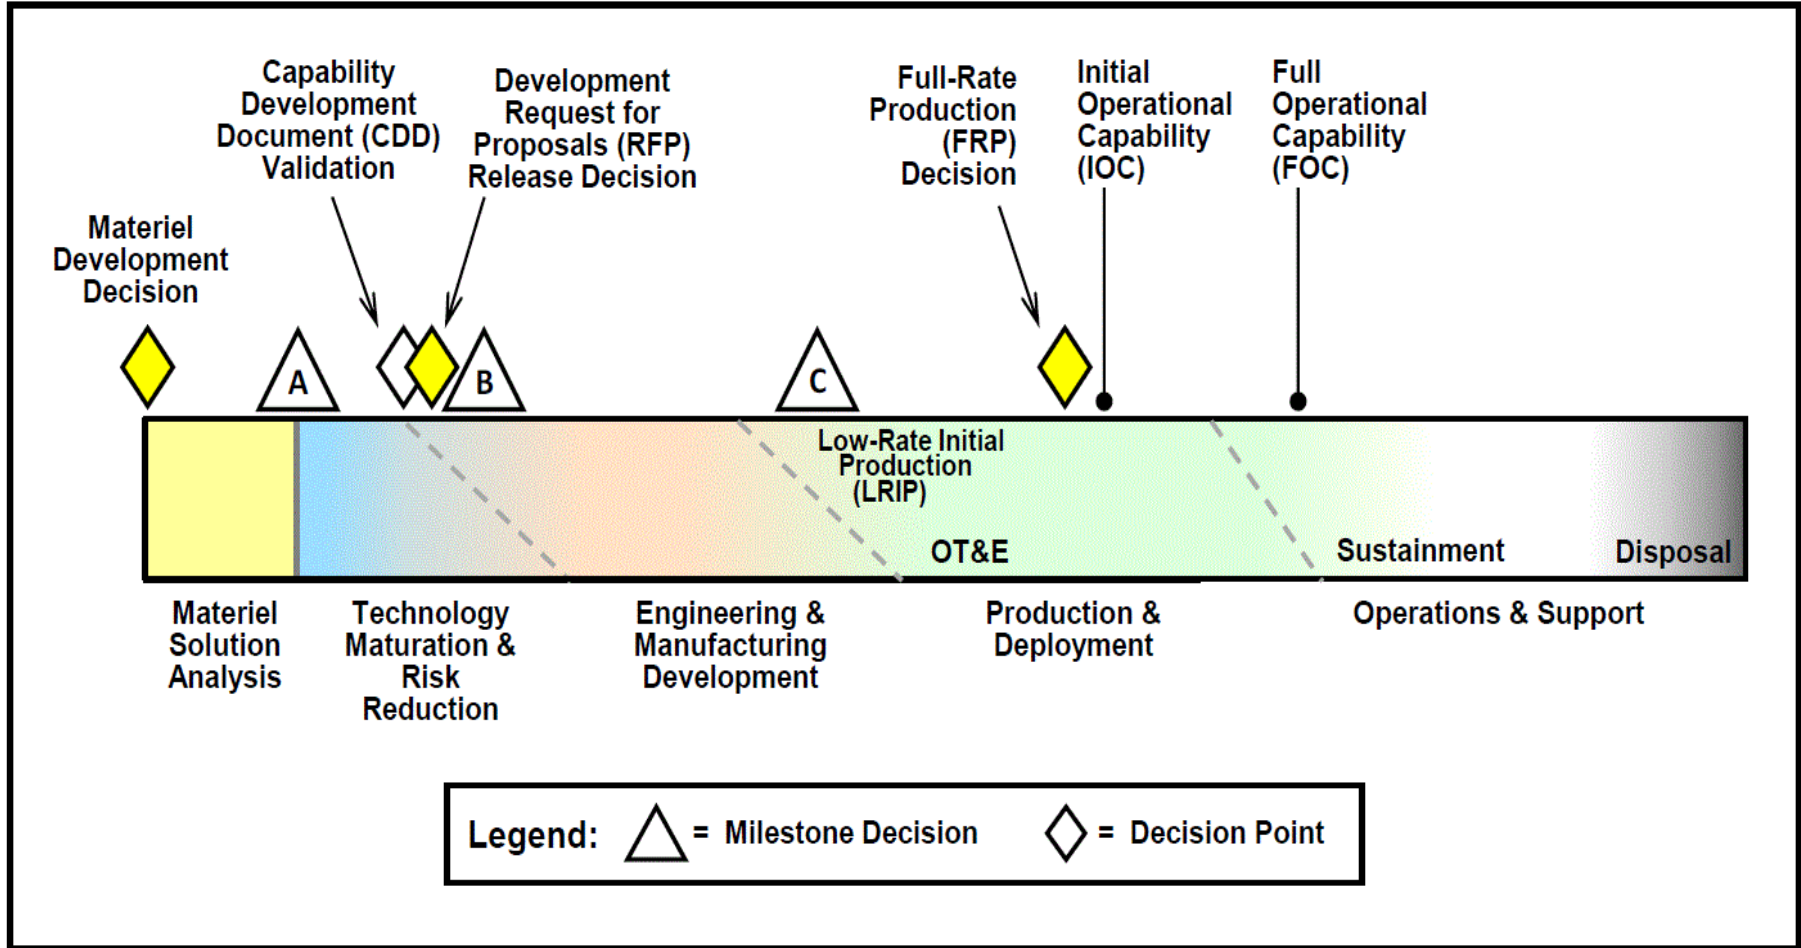 Capability
Development
Document (CDD)
Validation
Development
Request for
Proposals (RFP)
Release Decision
Full-Rate
Production
(FRP)
Decision
Initial
Operational
Capability
(IOC)
Full
Operational
Capability
(FOC)
Materiel
Development
Decision
A
B
C
Low-Rate Initial
Production
(LRIP)
OT&E
Sustainment
Disposal
Materiel
Solution
Analysis
Technology
Maturation &
Risk
Reduction
Engineering &
Manufacturing
Development
Production &
Deployment
Operations & Support
Legend:
= Milestone Decision
= Decision Point